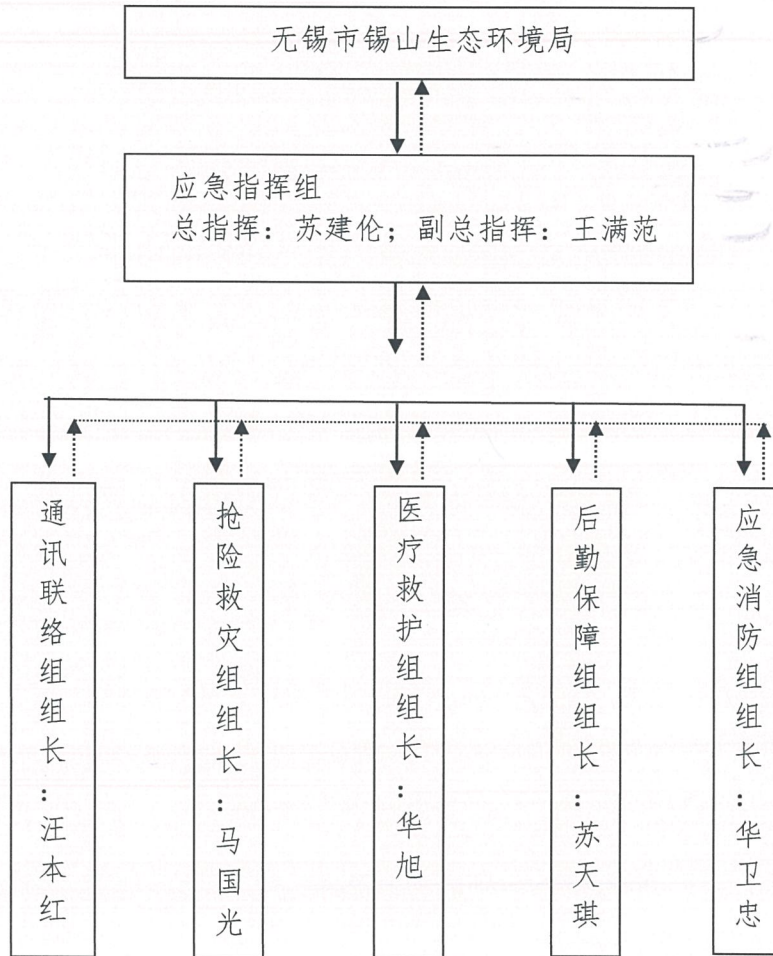 无锡市锡山生态环境局
应急指挥组
总指挥：苏建伦；副总指挥：王满范
通讯联络组组长：汪本红
抢险救灾组组长：马国光
医疗救护组组长：华旭
后勤保障组组长：苏天琪
应急消防组组长：华卫忠